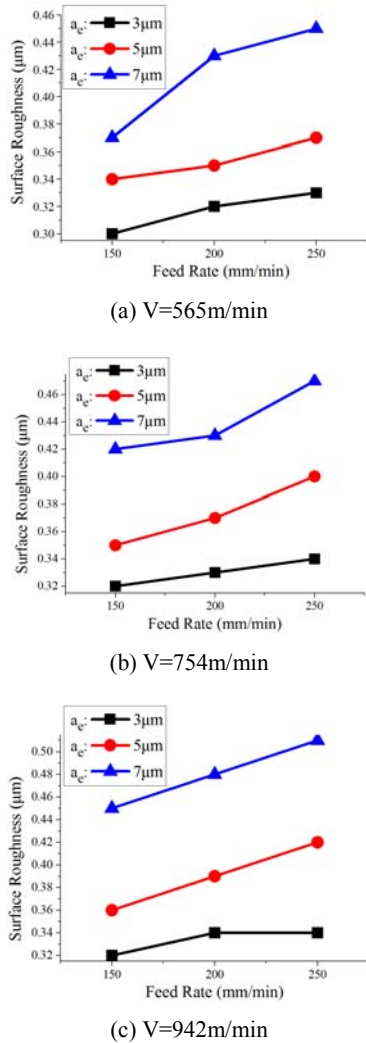 aₑ: 3μm
aₑ: 5μm
aₑ: 7μm
Surface Roughness (μm)
0.46
0.44
0.42
0.40
0.38
0.36
0.34
0.32
0.30
150 200 250
Feed Rate (mm/min)
(a) V=565m/min
aₑ: 3μm
aₑ: 5μm
aₑ: 7μm
Surface Roughness (μm)
0.46
0.44
0.42
0.40
0.38
0.36
0.34
0.32
150 200 250
Feed Rate (mm/min)
(b) V=754m/min
aₑ: 3μm
aₑ: 5μm
aₑ: 7μm
Surface Roughness (μm)
0.50
0.48
0.46
0.44
0.42
0.40
0.38
0.36
0.34
0.32
150 200 250
Feed Rate (mm/min)
(c) V=942m/min